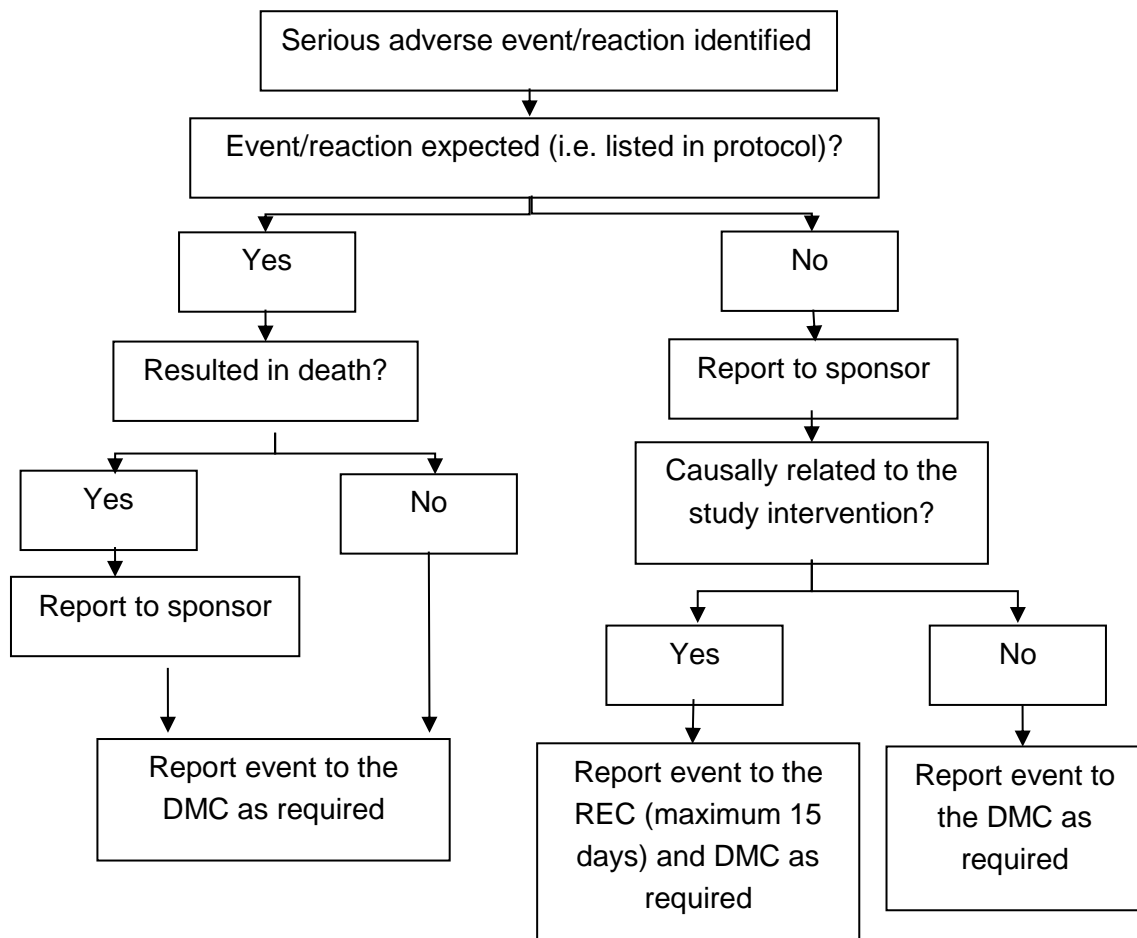 Serious adverse event/reaction identified
Event/reaction expected (i.e. listed in protocol)?
Yes
No
Resulted in death?
Report to sponsor
Yes
No
Causally related to the
study intervention?
Report to sponsor
Yes
No
Report event to the
DMC as required
Report event to the
REC (maximum 15
days) and DMC as
required
Report event to
the DMC as
required